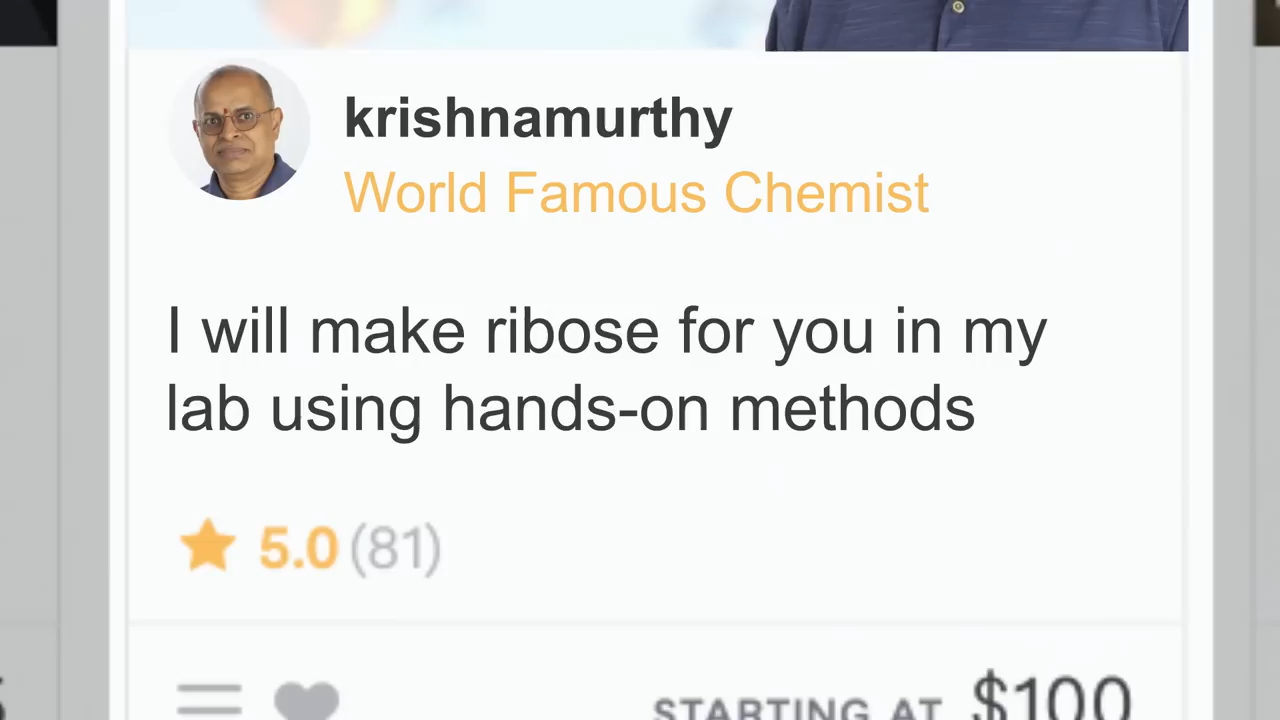 krishnamurthy
World Famous Chemist
I will make ribose for you in my
lab using hands-on methods
5.0 (81)
STARTING AT $100